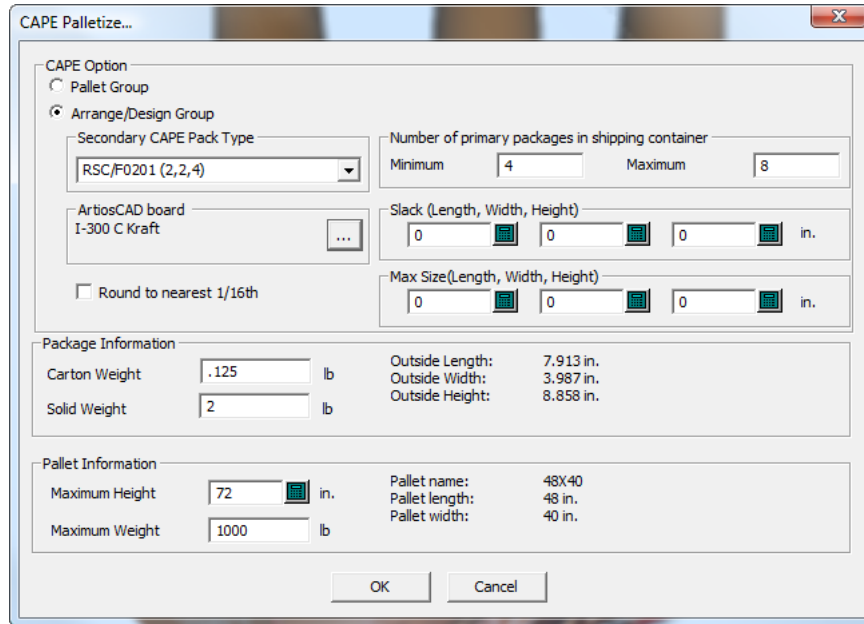 CAPE Palletize...
CAPE Option
Pallet Group
Arrange/Design Group
Secondary CAPE Pack Type
RSC/F0201 (2,2,4)
Number of primary packages in shipping container
Minimum 4 Maximum 8
ArtiosCAD board
I-300 C Kraft
...
Slack (Length, Width, Height)
0 0 0 in.
Round to nearest 1/16th
Max Size(Length, Width, Height)
0 0 0 in.
Package Information
Carton Weight .125 lb
Solid Weight 2 lb
Outside Length: 7.913 in.
Outside Width: 3.987 in.
Outside Height: 8.858 in.
Pallet Information
Maximum Height 72 in.
Maximum Weight 1000 lb
Pallet name: 48X40
Pallet length: 48 in.
Pallet width: 40 in.
OK Cancel